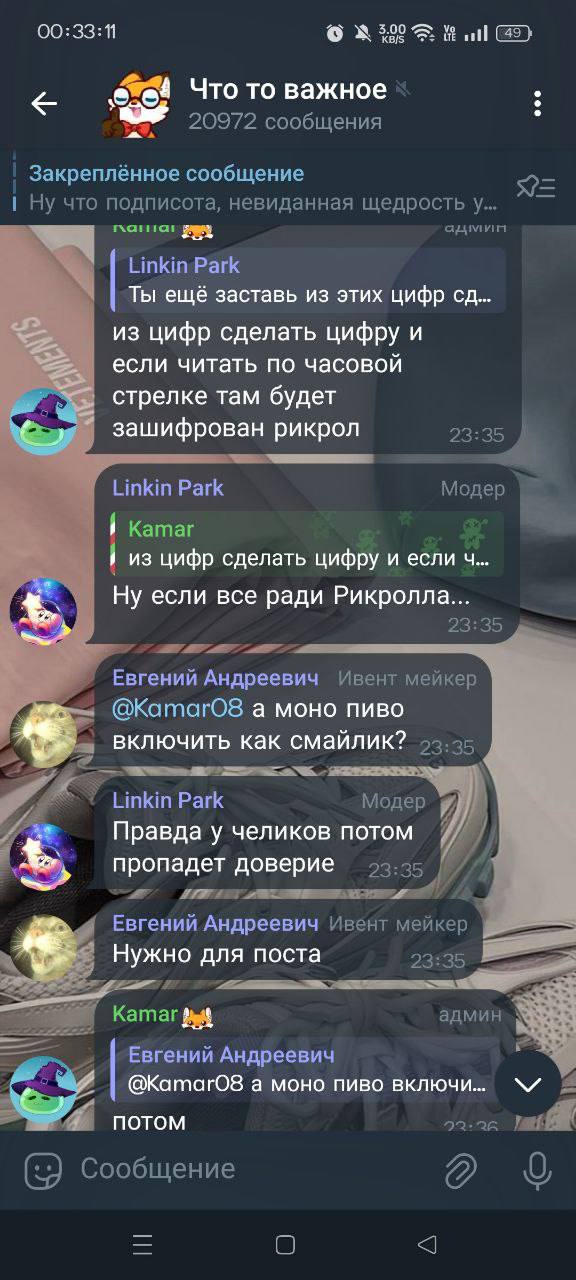 00:33:11
3.00 KB/S
Vo LTE
49
Что то важное
20972 сообщения
Закреплённое сообщение
Ну что подписота, невиданная щедрость у...
VETEMENTS
Kamar админ
Linkin Park
Ты ещё заставь из этих цифр сд...
из цифр сделать цифру и
если читать по часовой
стрелке там будет
зашифрован рикрол
23:35
Linkin Park Модер
Kamar
из цифр сделать цифру и если ч...
Ну если все ради Рикролла...
23:35
Евгений Андреевич Ивент мейкер
@Kamar08 а моно пиво
включить как смайлик? 23:35
Linkin Park Модер
Правда у челиков потом
пропадет доверие 23:35
Евгений Андреевич Ивент мейкер
Нужно для поста 23:35
Kamar админ
Евгений Андреевич
@Kamar08 а моно пиво включи...
потом 23:36
Сообщение